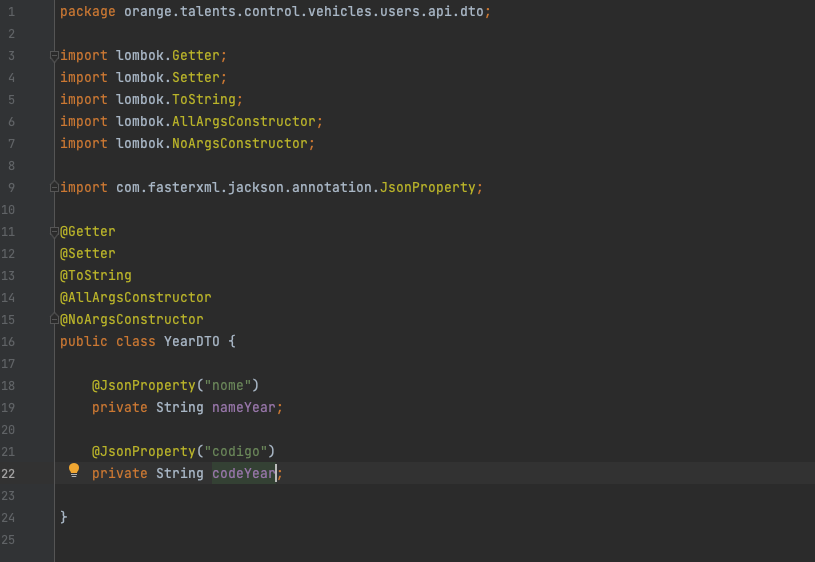 1 package orange.talents.control.vehicles.users.api.dto;
2
3 import lombok.Getter;
4 import lombok.Setter;
5 import lombok.ToString;
6 import lombok.AllArgsConstructor;
7 import lombok.NoArgsConstructor;
8
9 import com.fasterxml.jackson.annotation.JsonProperty;
10
11 @Getter
12 @Setter
13 @ToString
14 @AllArgsConstructor
15 @NoArgsConstructor
16 public class YearDTO {
17
18     @JsonProperty("nome")
19     private String nameYear;
20
21     @JsonProperty("codigo")
22     private String codeYear;
23
24 }
25